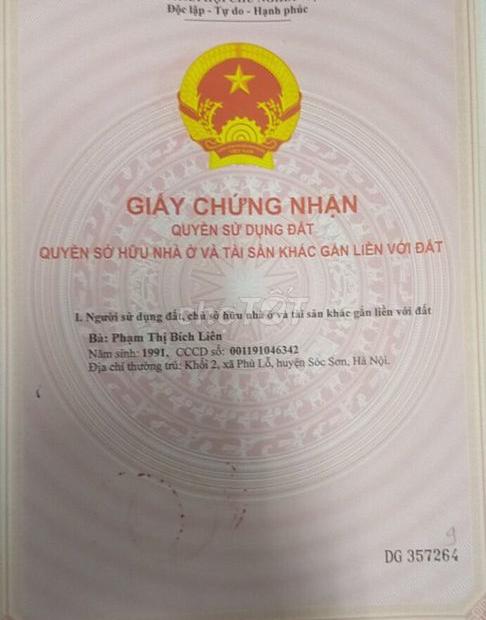 Độc lập - Tự do - Hạnh phúc
VIỆT NAM
GIẤY CHỨNG NHẬN
QUYỀN SỬ DỤNG ĐẤT
QUYỀN SỞ HỮU NHÀ Ở VÀ TÀI SẢN KHÁC GẮN LIỀN VỚI ĐẤT
I. Người sử dụng đất, chủ sở hữu nhà ở và tài sản khác gắn liền với đất
Bà: Phạm Thị Bích Liên
Năm sinh: 1991, CCCD số: 001191046342
Địa chỉ thường trú: Khối 2, xã Phù Lỗ, huyện Sóc Sơn, Hà Nội.
9
DG 357264